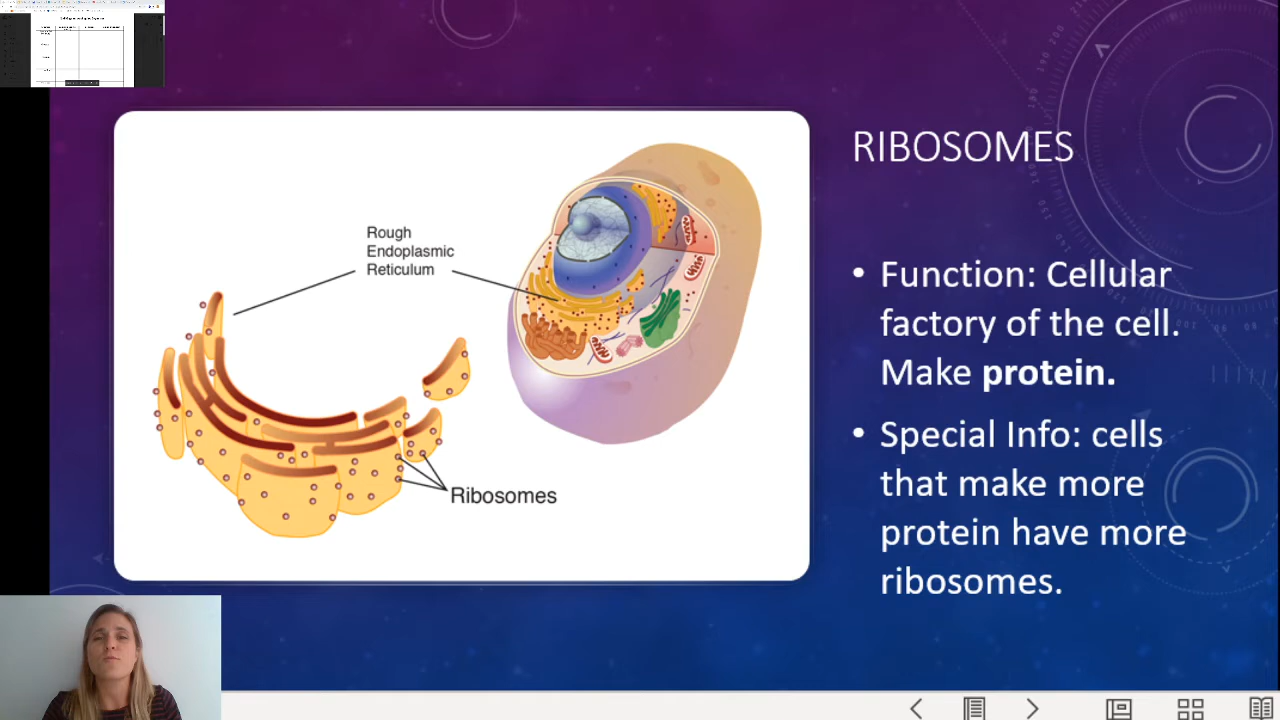 RIBOSOMES
Rough
Endoplasmic
Reticulum
Ribosomes
• Function: Cellular
factory of the cell.
Make protein.
• Special Info: cells
that make more
protein have more
ribosomes.